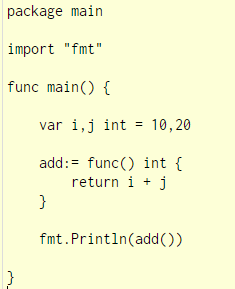 package main
import "fmt"
func main() {
    var i,j int = 10,20
    add:= func() int {
        return i + j
    }
    fmt.Println(add())
}